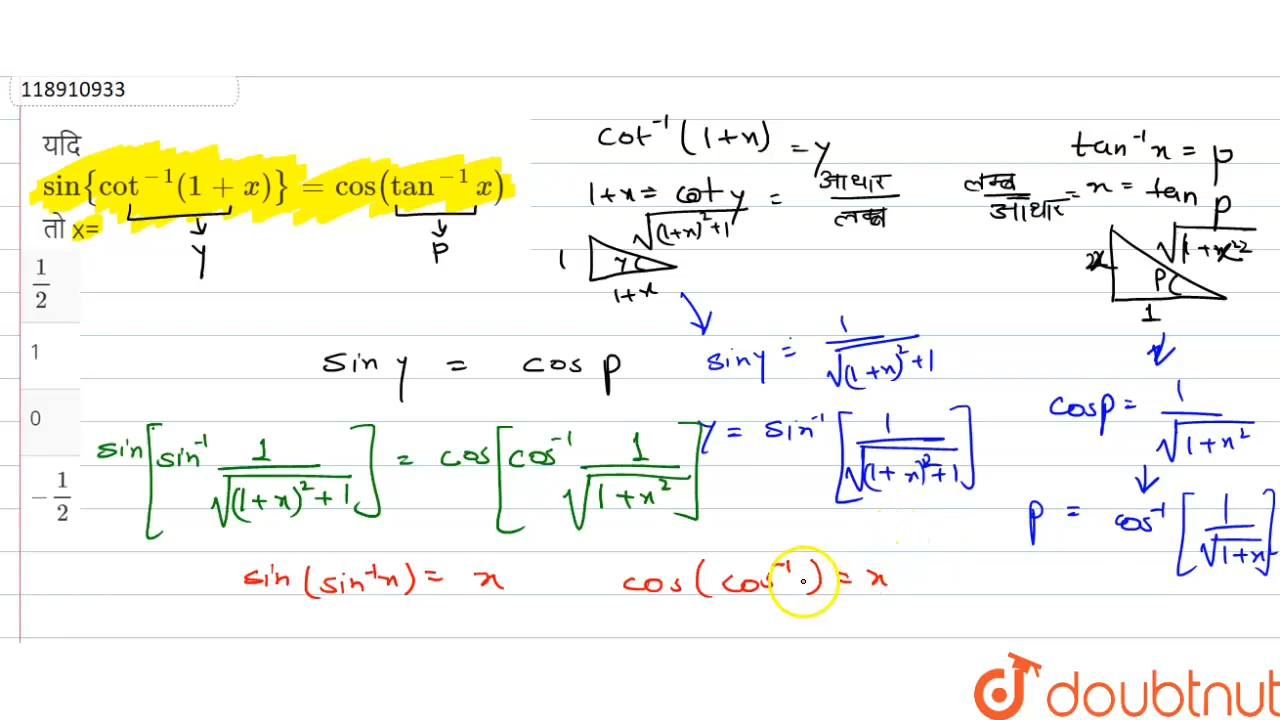 118910933
यदि
sin{cot⁻¹(1 + x)} = cos(tan⁻¹ x)
तो x=
y
p
1/2
1
0
-1/2
cot⁻¹(1+x) = y
1+x = cot y = आधार/लम्ब
√(1+x)²+1
1
y
1+x
tan⁻¹x = p
लम्ब/आधार = x = tan p
√1+x²
x
p
1
sin y = cos p
sin y = 1/√(1+x)²+1
cos p = 1/√1+x²
sin[sin⁻¹ 1/√(1+x)²+1] = cos[cos⁻¹ 1/√1+x²]
y = sin⁻¹[1/√(1+x)²+1]
p = cos⁻¹[1/√1+x]
sin(sin⁻¹x) = x
cos(cos⁻¹ ) = x
doubtnut